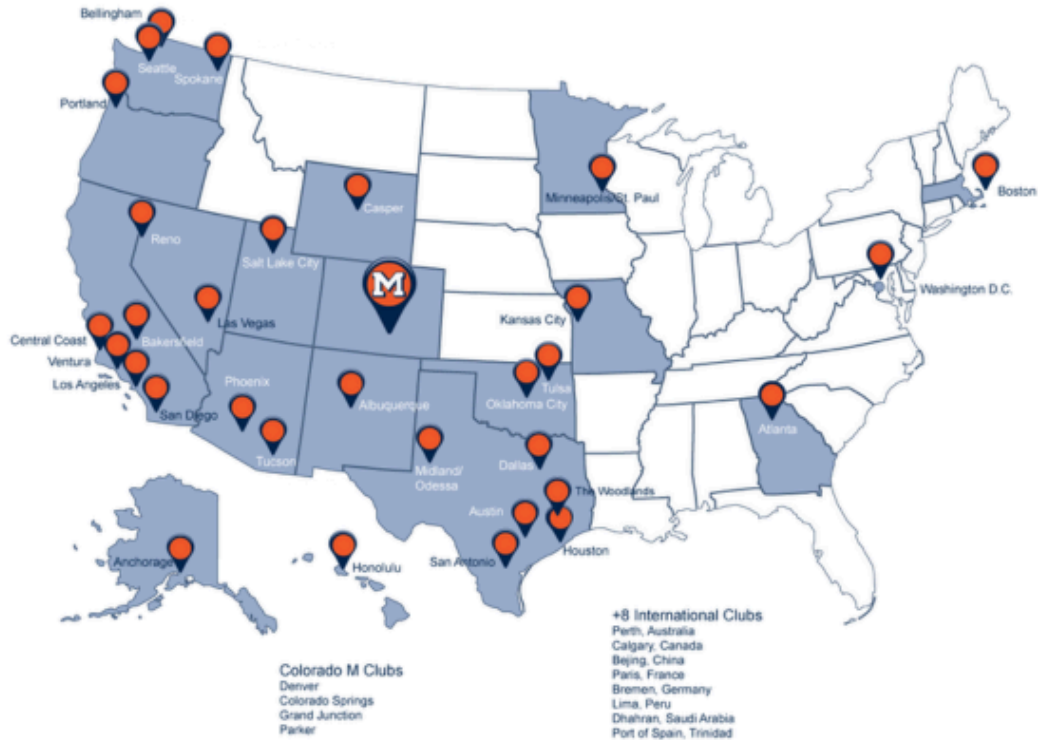 Bellingham
Seattle
Spokane
Portland
Minneapolis/St. Paul
Boston
Casper
Reno
Salt Lake City
M
Washington D.C.
Las Vegas
Kansas City
Central Coast
Bakersfield
Ventura
Los Angeles
San Diego
Phoenix
Albuquerque
Tulsa
Oklahoma City
Atlanta
Tucson
Midland/
Odessa
Dallas
The Woodlands
Austin
Houston
San Antonio
Anchorage
Honolulu
Colorado M Clubs
Denver
Colorado Springs
Grand Junction
Parker
+8 International Clubs
Perth, Australia
Calgary, Canada
Bejing, China
Paris, France
Bremen, Germany
Lima, Peru
Dhahran, Saudi Arabia
Port of Spain, Trinidad